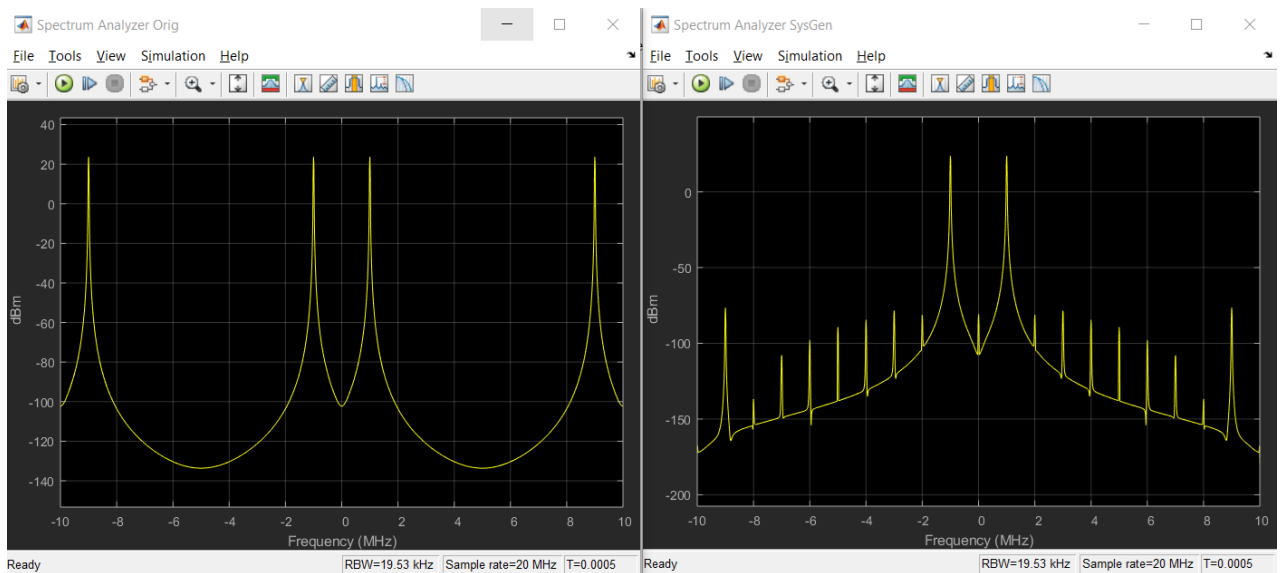 Spectrum Analyzer Orig
File Tools View Simulation Help
40
20
0
-20
-40
-60
-80
-100
-120
-140
dBm
-10 -8 -6 -4 -2 0 2 4 6 8 10
Frequency (MHz)
Ready RBW=19.53 kHz Sample rate=20 MHz T=0.0005
Spectrum Analyzer SysGen
File Tools View Simulation Help
0
-50
-100
-150
-200
dBm
-10 -8 -6 -4 -2 0 2 4 6 8 10
Frequency (MHz)
Ready RBW=19.53 kHz Sample rate=20 MHz T=0.0005